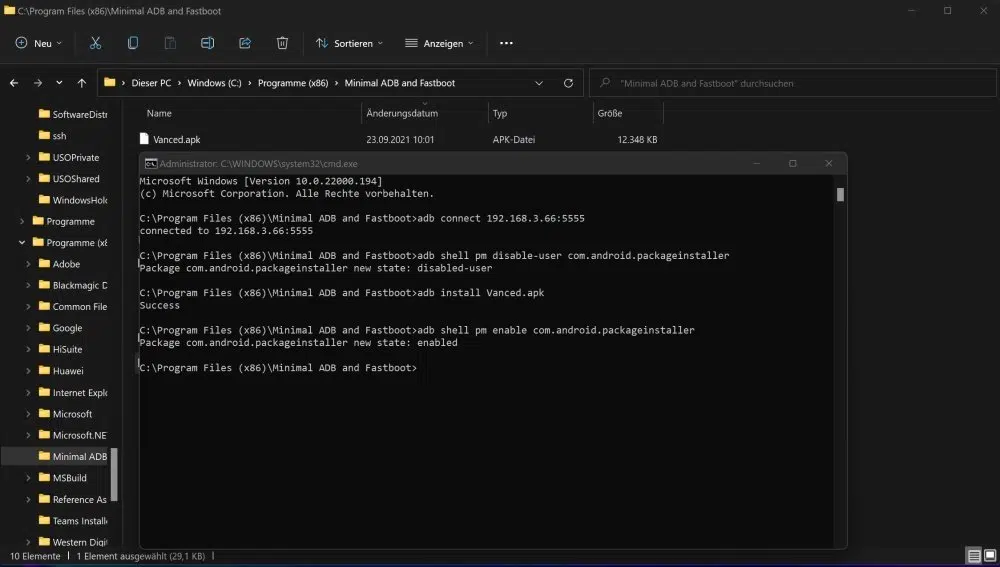 C:\Program Files (x86)\Minimal ADB and Fastboot
Neu
Sortieren
Anzeigen
Dieser PC > Windows (C:) > Programme (x86) > Minimal ADB and Fastboot
"Minimal ADB and Fastboot" durchsuchen
Name Änderungsdatum Typ Größe
Vanced.apk 23.09.2021 10:01 APK-Datei 12.348 KB
SoftwareDistr
ssh
USOPrivate
USOShared
WindowsHolo
Programme
Programme (x8
Adobe
Blackmagic D
Common File
Google
HiSuite
Huawei
Internet Explo
Microsoft
Microsoft.NE
Minimal ADB
MSBuild
Reference As
Teams Installe
Western Digit
Administrator: C:\WINDOWS\system32\cmd.exe
Microsoft Windows [Version 10.0.22000.194]
(c) Microsoft Corporation. Alle Rechte vorbehalten.
C:\Program Files (x86)\Minimal ADB and Fastboot>adb connect 192.168.3.66:5555
connected to 192.168.3.66:5555
C:\Program Files (x86)\Minimal ADB and Fastboot>adb shell pm disable-user com.android.packageinstaller
Package com.android.packageinstaller new state: disabled-user
C:\Program Files (x86)\Minimal ADB and Fastboot>adb install Vanced.apk
Success
C:\Program Files (x86)\Minimal ADB and Fastboot>adb shell pm enable com.android.packageinstaller
Package com.android.packageinstaller new state: enabled
C:\Program Files (x86)\Minimal ADB and Fastboot>
10 Elemente 1 Element ausgewählt (29,1 KB)